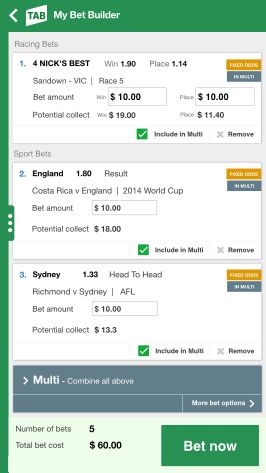 TAB My Bet Builder
Racing Bets
1. 4 NICK'S BEST Win 1.90 Place 1.14 FIXED ODDS
IN MULTI
Sandown - VIC | Race 5
Bet amount Win $ 10.00 Place $ 10.00
Potential collect Win $ 19.00 Place $ 11.40
Include in Multi Remove
Sport Bets
2. England 1.80 Result FIXED ODDS
IN MULTI
Costa Rica v England | 2014 World Cup
Bet amount $ 10.00
Potential collect $ 18.00
Include in Multi Remove
3. Sydney 1.33 Head To Head FIXED ODDS
IN MULTI
Richmond v Sydney | AFL
Bet amount $ 10.00
Potential collect $ 13.3
Include in Multi Remove
Multi - Combine all above
More bet options
Number of bets 5
Total bet cost $ 60.00
Bet now